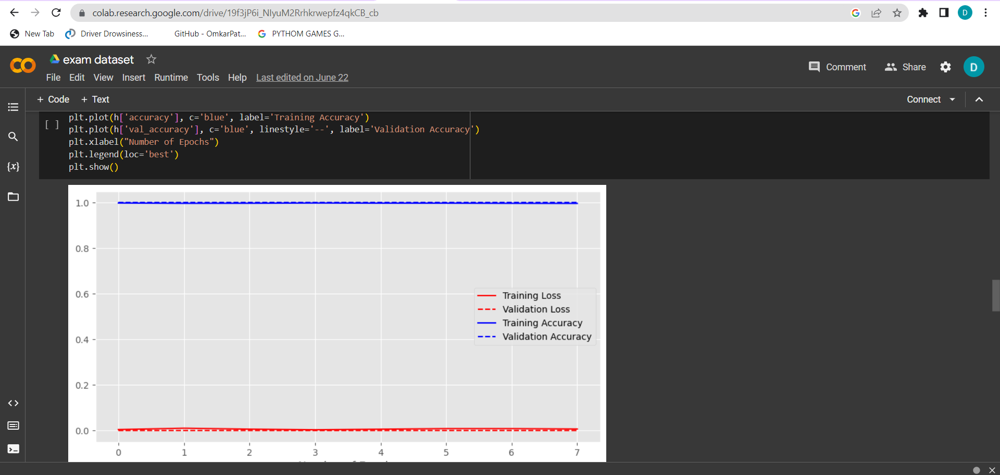 colab.research.google.com/drive/19f3jP6i_NIyuM2Rrhkrwepfz4qkCB_cb
D
New Tab
Driver Drowsiness...
GitHub - OmkarPat...
PYTHOM GAMES G...
exam dataset
File Edit View Insert Runtime Tools Help Last edited on June 22
Comment
Share
D
+ Code + Text
Connect
{x}
[ ]
plt.plot(h['accuracy'], c='blue', label='Training Accuracy')
plt.plot(h['val_accuracy'], c='blue', linestyle='--', label='Validation Accuracy')
plt.xlabel("Number of Epochs")
plt.legend(loc='best')
plt.show()
1.0
0.8
0.6
0.4
0.2
0.0
Training Loss
Validation Loss
Training Accuracy
Validation Accuracy
0 1 2 3 4 5 6 7